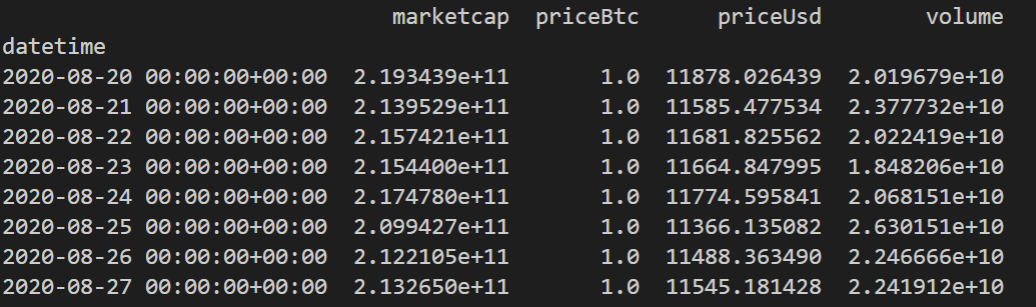 marketcap priceBtc priceUsd volume
datetime
2020-08-20 00:00:00+00:00 2.193439e+11 1.0 11878.026439 2.019679e+10
2020-08-21 00:00:00+00:00 2.139529e+11 1.0 11585.477534 2.377732e+10
2020-08-22 00:00:00+00:00 2.157421e+11 1.0 11681.825562 2.022419e+10
2020-08-23 00:00:00+00:00 2.154400e+11 1.0 11664.847995 1.848206e+10
2020-08-24 00:00:00+00:00 2.174780e+11 1.0 11774.595841 2.068151e+10
2020-08-25 00:00:00+00:00 2.099427e+11 1.0 11366.135082 2.630151e+10
2020-08-26 00:00:00+00:00 2.122105e+11 1.0 11488.363490 2.246666e+10
2020-08-27 00:00:00+00:00 2.132650e+11 1.0 11545.181428 2.241912e+10